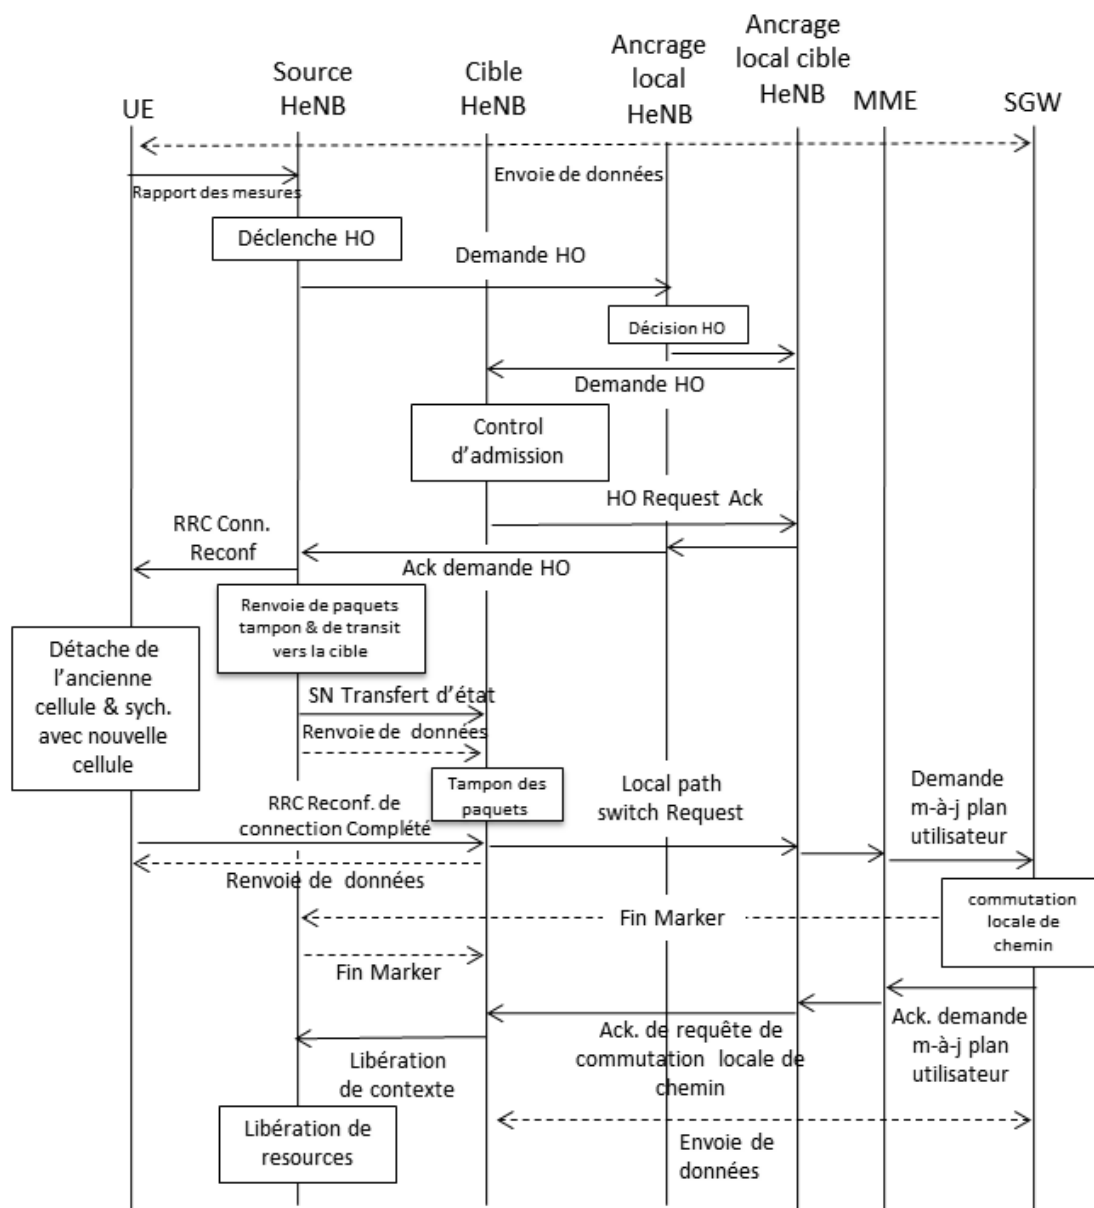 UE
Source
HeNB
Cible
HeNB
Ancrage
local
HeNB
Ancrage
local cible
HeNB
MME
SGW
Envoie de données
Rapport des mesures
Déclenche HO
Demande HO
Décision HO
Demande HO
Control
d'admission
HO Request Ack
RRC Conn.
Reconf
Ack demande HO
Renvoie de paquets
tampon & de transit
vers la cible
Détache de
l'ancienne
cellule & sych.
avec nouvelle
cellule
SN Transfert d'état
Renvoie de données
Tampon des
paquets
RRC Reconf. de
connection Complété
Local path
switch Request
Demande
m-à-j plan
utilisateur
Renvoie de données
commutation
locale de
chemin
Fin Marker
Fin Marker
Ack. demande
m-à-j plan
utilisateur
Ack. de requête de
commutation locale de
chemin
Libération
de contexte
Libération de
resources
Envoie de
données